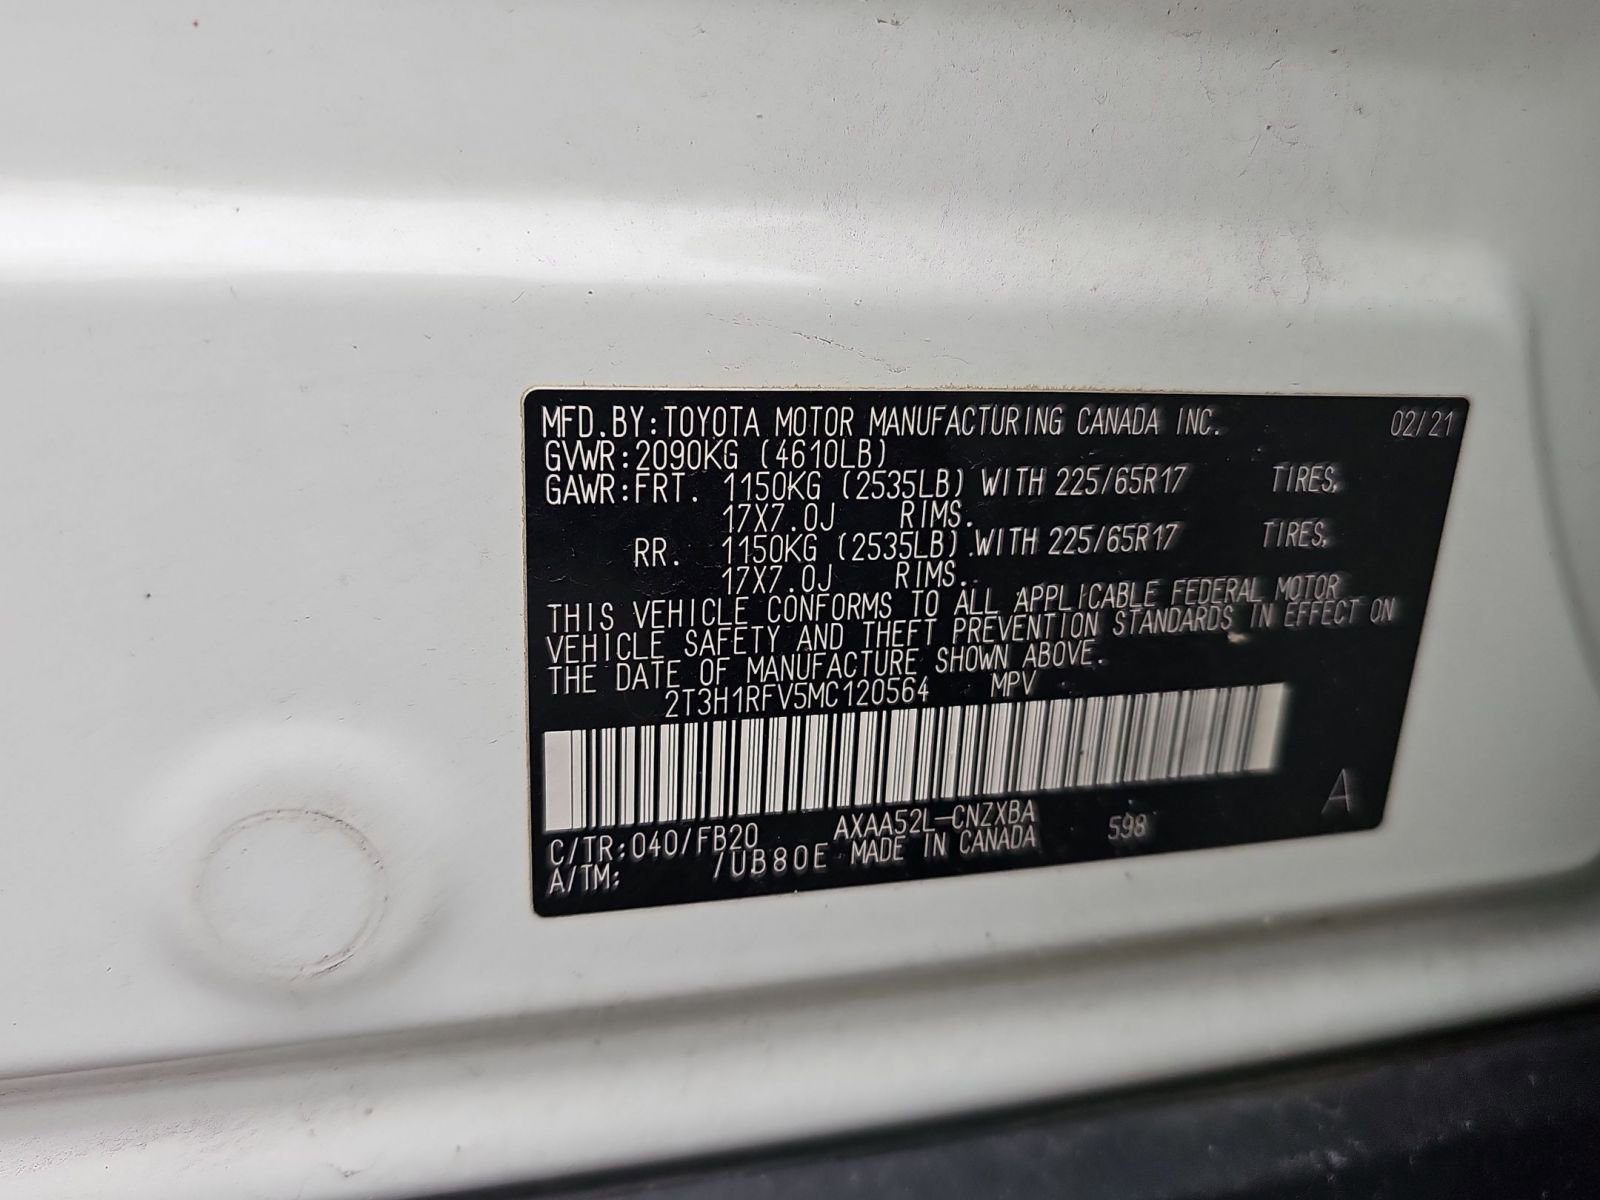 MFD. BY: TOYOTA MOTOR MANUFACTURING CANADA INC. 02/21
GVWR: 2090KG (4610LB)
GAWR: FRT. 1150KG (2535LB) WITH 225/65R17 TIRES,
17X7.0J RIMS.
RR. 1150KG (2535LB) WITH 225/65R17 TIRES,
17X7.0J RIMS.
THIS VEHICLE CONFORMS TO ALL APPLICABLE FEDERAL MOTOR
VEHICLE SAFETY AND THEFT PREVENTION STANDARDS IN EFFECT ON
THE DATE OF MANUFACTURE SHOWN ABOVE.
2T3H1RFV5MC120564 MPV
A
C/TR: 040/FB20 AXAA52L-CNZXBA 598
A/TM: /UB80E MADE IN CANADA